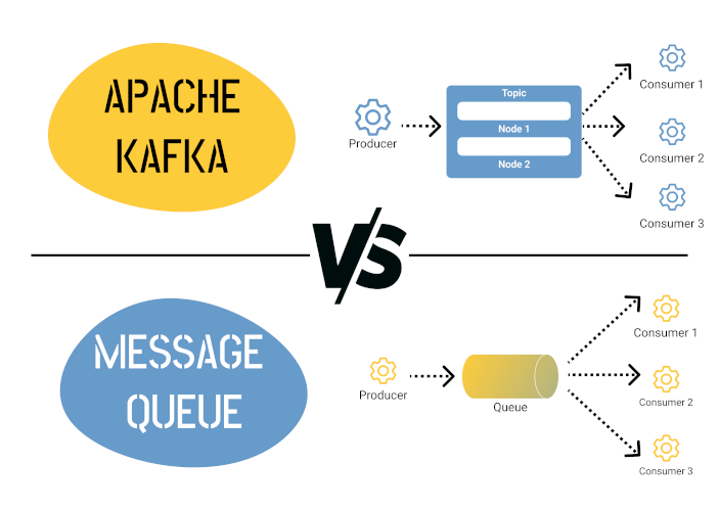 APACHE
KAFKA
Producer
Topic
Node 1
Node 2
Consumer 1
Consumer 2
Consumer 3
VS
MESSAGE
QUEUE
Producer
Queue
Consumer 1
Consumer 2
Consumer 3